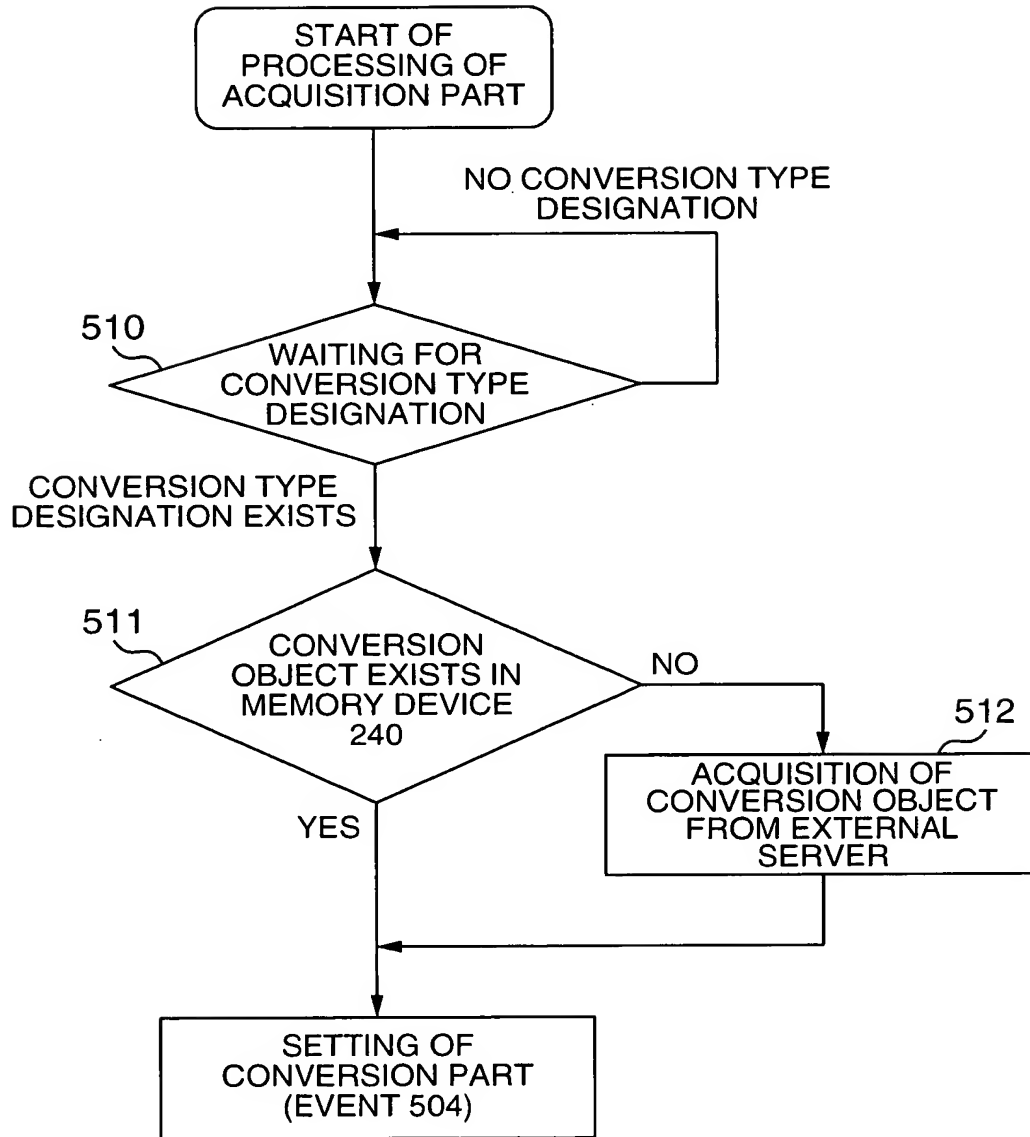 START OF
PROCESSING OF
ACQUISITION PART
NO CONVERSION TYPE
DESIGNATION
510
WAITING FOR
CONVERSION TYPE
DESIGNATION
CONVERSION TYPE
DESIGNATION EXISTS
511
CONVERSION
OBJECT EXISTS IN
MEMORY DEVICE
240
NO
512
ACQUISITION OF
CONVERSION OBJECT
FROM EXTERNAL
SERVER
YES
SETTING OF
CONVERSION PART
(EVENT 504)